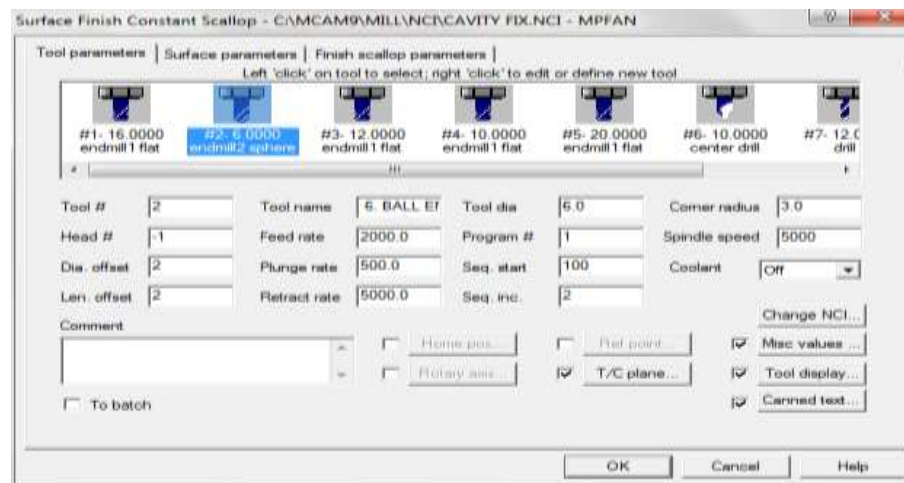 Surface Finish Constant Scallop - C:\MCAM9\MILL\NCI\CAVITY FIX.NCI - MPFAN
Tool parameters Surface parameters Finish scallop parameters
Left 'click' on tool to select; right 'click' to edit or define new tool
#1- 16.0000 #2- 6.0000 #3- 12.0000 #4- 10.0000 #5- 20.0000 #6- 10.0000 #7- 12.0
endmill1 flat endmill2 sphere endmill1 flat endmill1 flat endmill1 flat center drill drill
Tool # 2 Tool name 6. BALL EN Tool dia 6.0 Corner radius 3.0
Head # -1 Feed rate 2000.0 Program # 1 Spindle speed 5000
Dia. offset 2 Plunge rate 500.0 Seq. start 100 Coolant Off
Len. offset 2 Retract rate 5000.0 Seq. inc. 2
Change NCI...
Comment
Home pos... Ref point... Misc values ...
Rotary axis... T/C plane... Tool display...
To batch Canned text...
OK Cancel Help